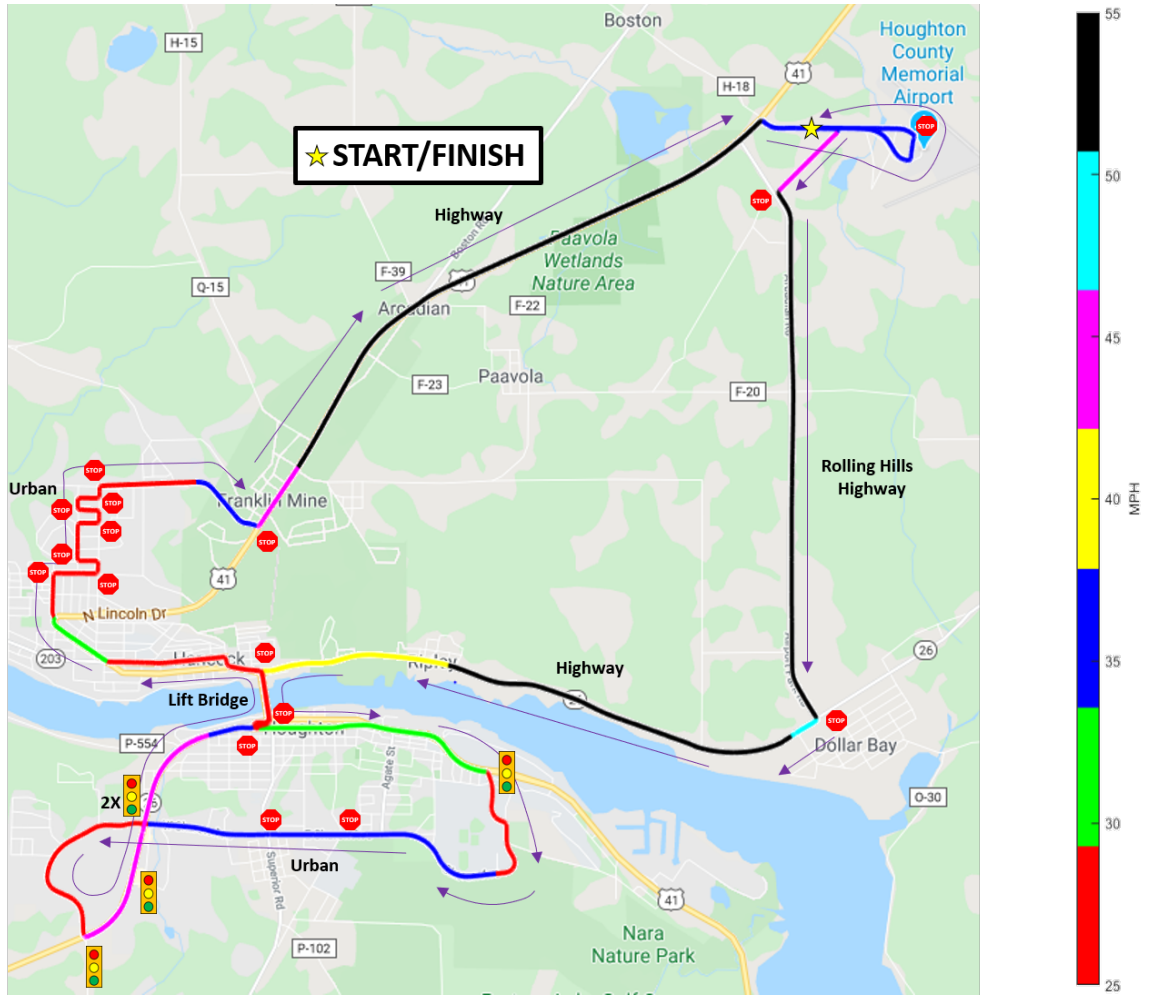 Boston
H-15
41
Houghton
County
Memorial
Airport
H-18
STOP
START/FINISH
STOP
Highway
Boston Rd
Paavola
Wetlands
Nature Area
F-39
Q-15
Arcadian
F-22
Paavola
F-23
F-20
Rolling Hills
Highway
STOP
Urban
STOP
STOP
Franklin Mine
STOP
STOP
STOP
STOP
STOP
41
N Lincoln Dr
STOP
Hancock
203
Ripley
Highway
26
26
Lift Bridge
STOP
STOP
Houghton
P-554
STOP
Dollar Bay
Agate St
2X
26
STOP
STOP
O-30
Urban
Superior Rd
41
P-102
Nara
Nature Park
55
50
45
40
35
30
25
MPH